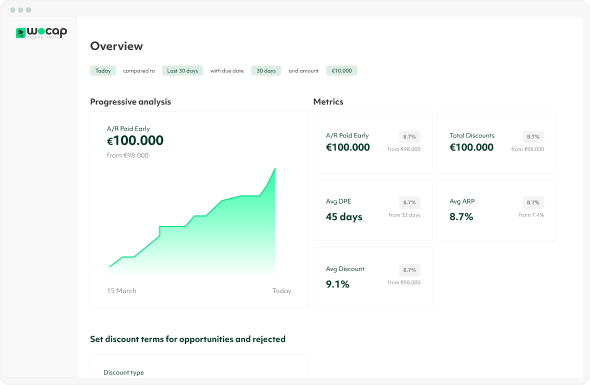 wocap
Overview
Today compared to Last 30 days with due date 30 days and amount €10.000
Progressive analysis
A/R Paid Early
€100.000
from €98.000
15 March Today
Metrics
A/R Paid Early 8.7%
€100.000 from €98.000
Total Discounts 8.7%
€100.000 from €98.000
Avg DPE 8.7%
45 days from 32 days
Avg ARP 8.7%
8.7% from 7.4%
Avg Discount 8.7%
9.1% from €98.000
Set discount terms for opportunities and rejected
Discount type